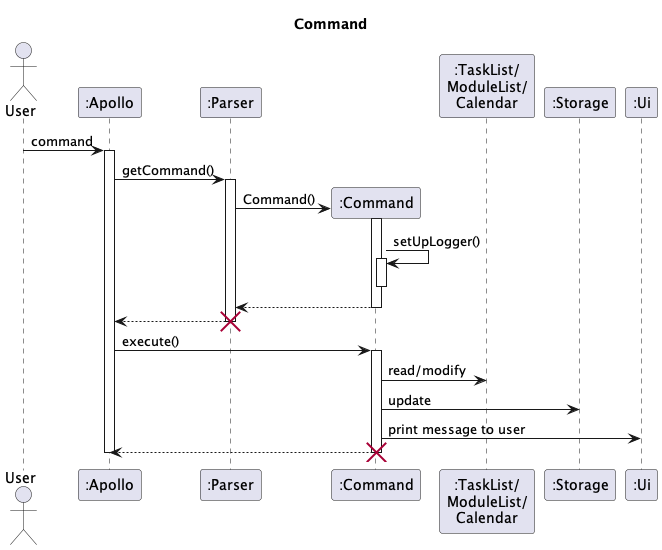 Command
User
:Apollo
:Parser
:TaskList/
ModuleList/
Calendar
:Storage
:Ui
command
getCommand()
Command()
:Command
setUpLogger()
execute()
read/modify
update
print message to user
User
:Apollo
:Parser
:Command
:TaskList/
ModuleList/
Calendar
:Storage
:Ui